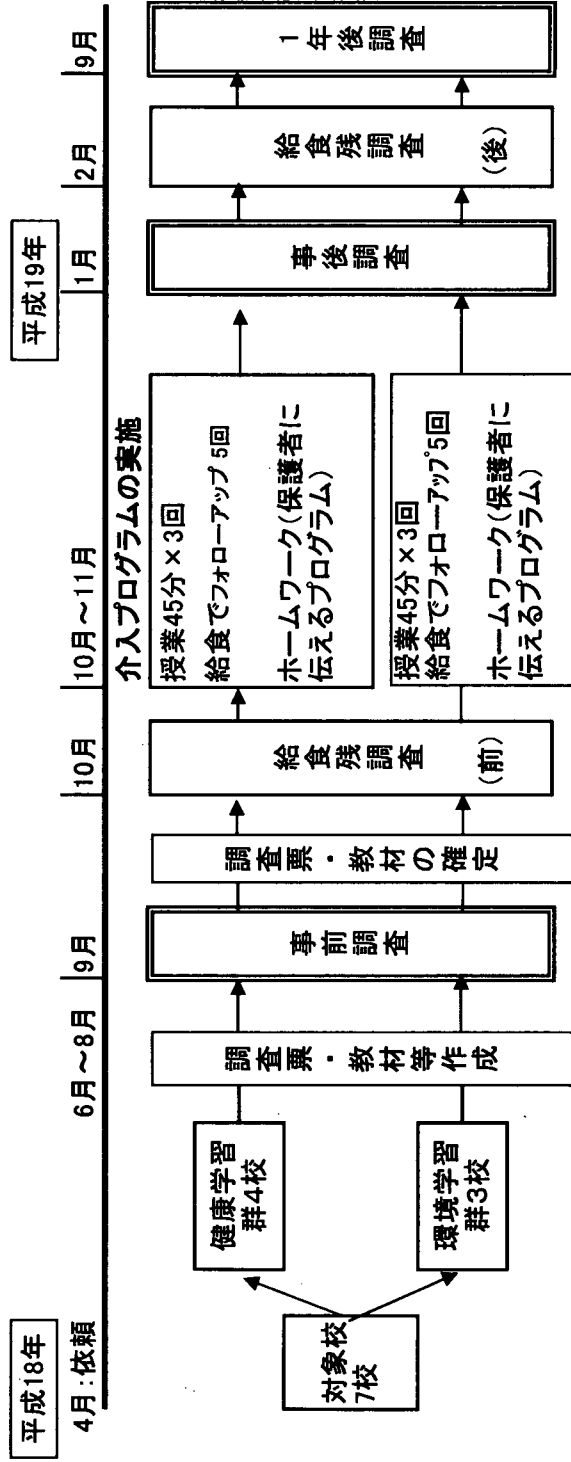 平成18年
平成19年
4月:依頼
6月～8月
9月
10月
10月～11月
1月
2月
9月
介入プログラムの実施
対象校
7校
健康学習
群4校
環境学習
群3校
調査票・教材等作成
事前調査
調査票・教材の確定
給食残調査
(前)
授業45分×3回
給食でフォローアップ 5回
ホームワーク(保護者に
伝えるプログラム)
授業45分×3回
給食でフォローアップ5回
ホームワーク(保護者に
伝えるプログラム)
事後調査
給食残調査
(後)
1年後調査